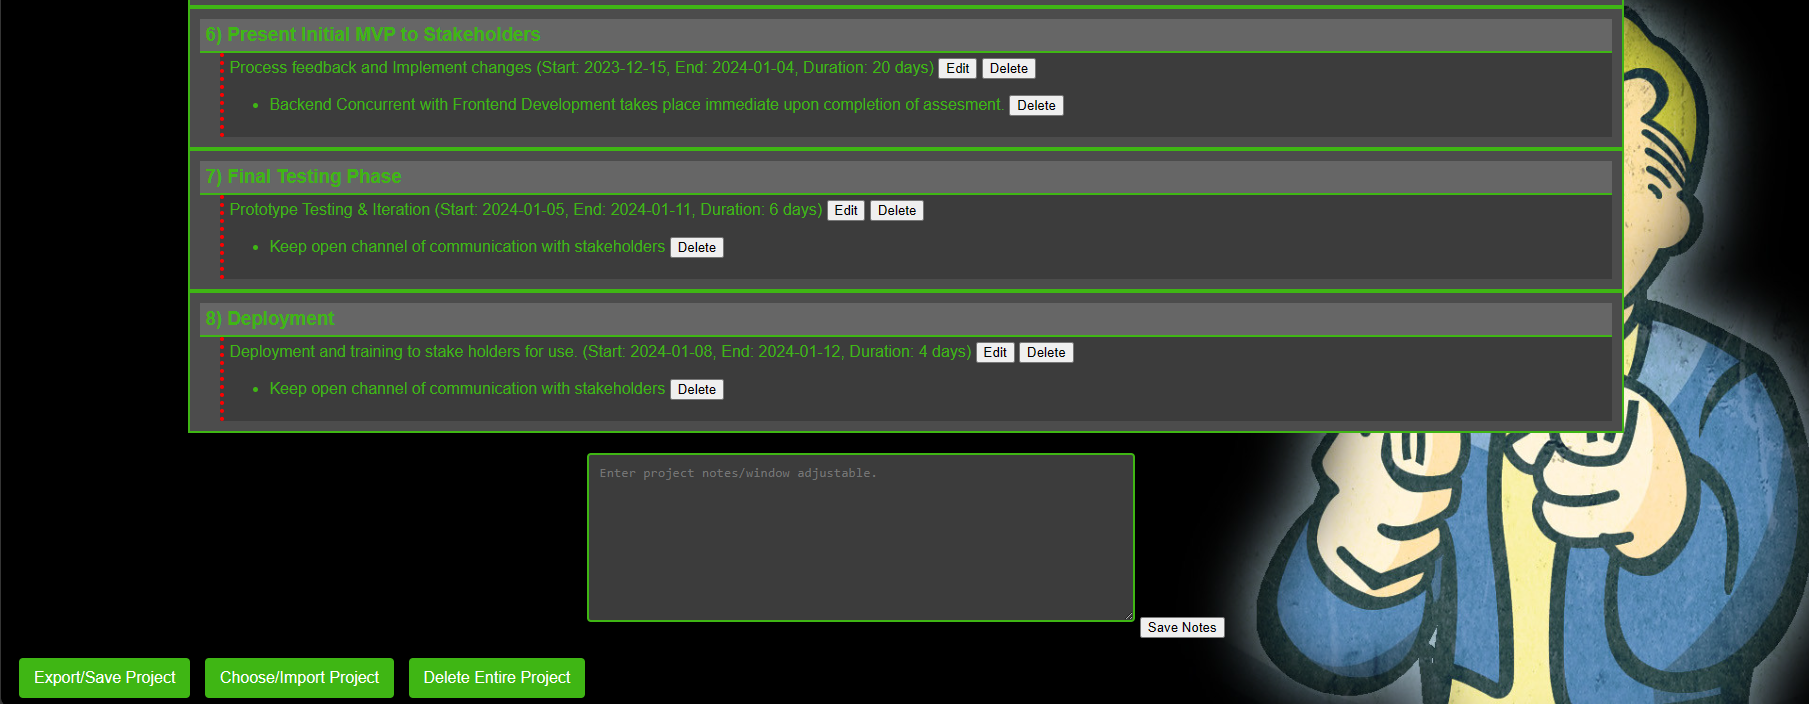 6) Present Initial MVP to Stakeholders
Process feedback and Implement changes (Start: 2023-12-15, End: 2024-01-04, Duration: 20 days) Edit Delete
• Backend Concurrent with Frontend Development takes place immediate upon completion of assesment. Delete
7) Final Testing Phase
Prototype Testing & Iteration (Start: 2024-01-05, End: 2024-01-11, Duration: 6 days) Edit Delete
• Keep open channel of communication with stakeholders Delete
8) Deployment
Deployment and training to stake holders for use. (Start: 2024-01-08, End: 2024-01-12, Duration: 4 days) Edit Delete
• Keep open channel of communication with stakeholders Delete
Enter project notes/window adjustable.
Save Notes
Export/Save Project Choose/Import Project Delete Entire Project